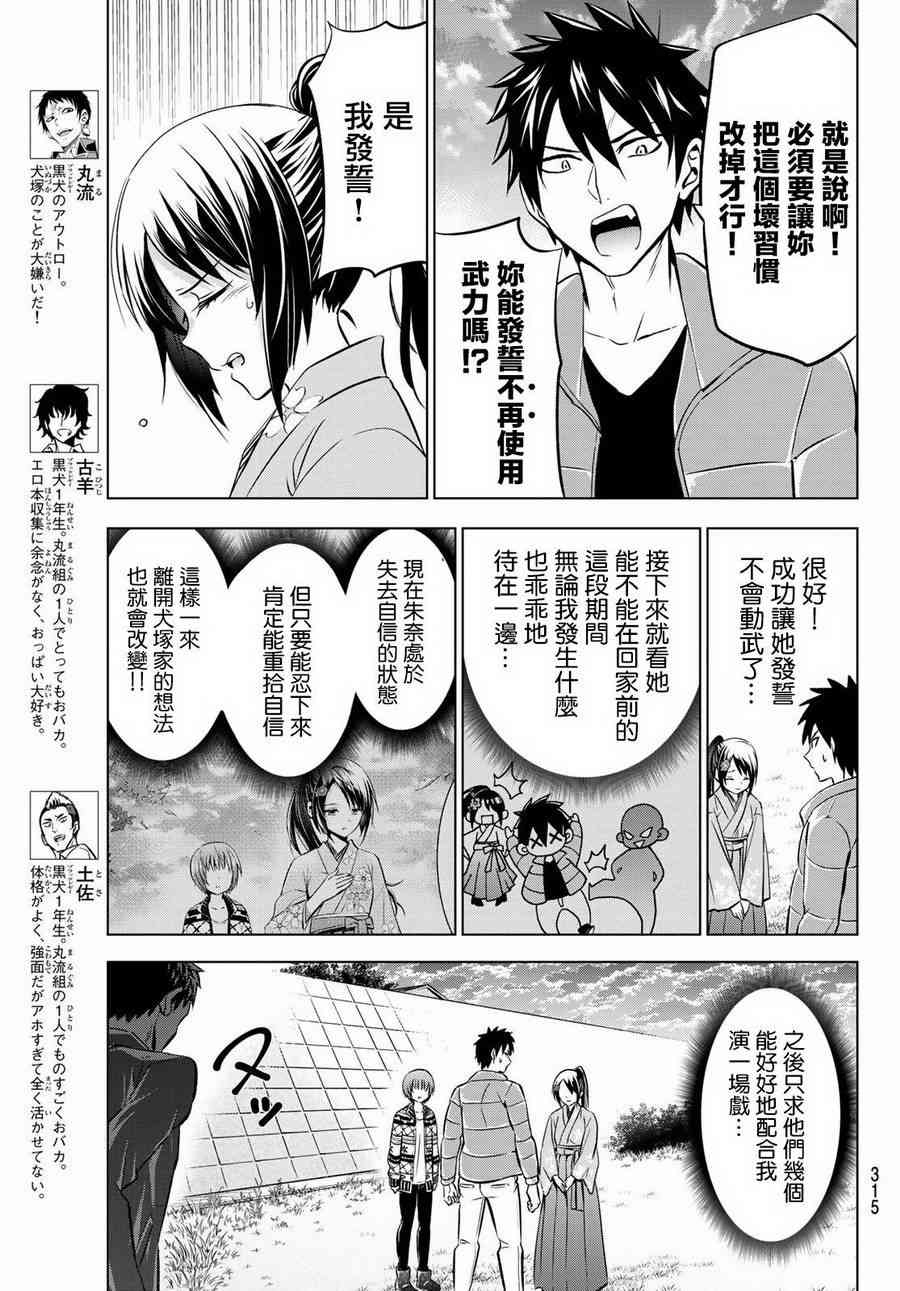 就是說啊！
必須要讓妳
把這個壞習慣
改掉才行！
妳能發誓不再使用
武力嗎!?
是
我發誓！
很好！
成功讓她發誓
不會動武了…
接下來就看她
能不能在回家前的
這段期間
無論我發生什麼
也乖乖地
待在一邊…
現在朱奈處於
失去自信的狀態
但只要能忍下來
肯定能重拾自信
這樣一來
離開犬塚家的想法
也就會改變!!
之後只求他們幾個
能好好地配合我
演一場戲…
ヌッ
丸流
まる
黒犬のアウトロー。
犬塚のことが大嫌いだ！
古羊
こひつじ
黒犬1年生。丸流組の1人でとってもおバカ。
エロ本収集に余念がなく、おっぱい大好き。
土佐
とさ
黒犬1年生。丸流組の1人でものすごくおバカ。
体格がよく、強面だがアホすぎて全く活かせてない。
315